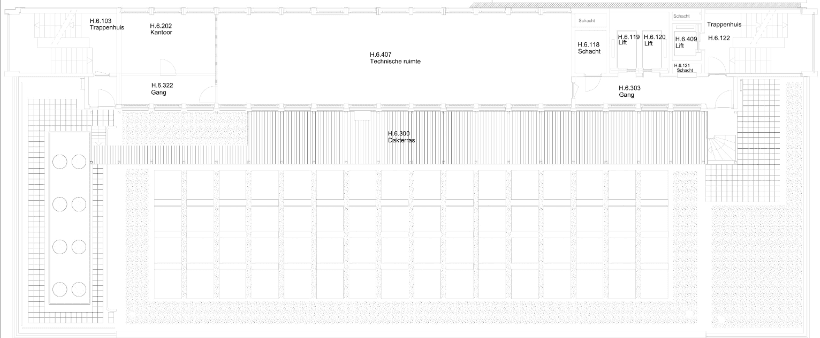 H.6.103
Trappenhuis
H.6.202
Kantoor
H.6.407
Technische ruimte
H.6.322
Gang
Schacht
H.6.118
Schacht
H.6.119
Lift
H.6.120
Lift
Schacht
H.6.409
Lift
H.6.121
Schacht
Trappenhuis
H.6.122
H.6.303
Gang
H.6.300
Dakterras